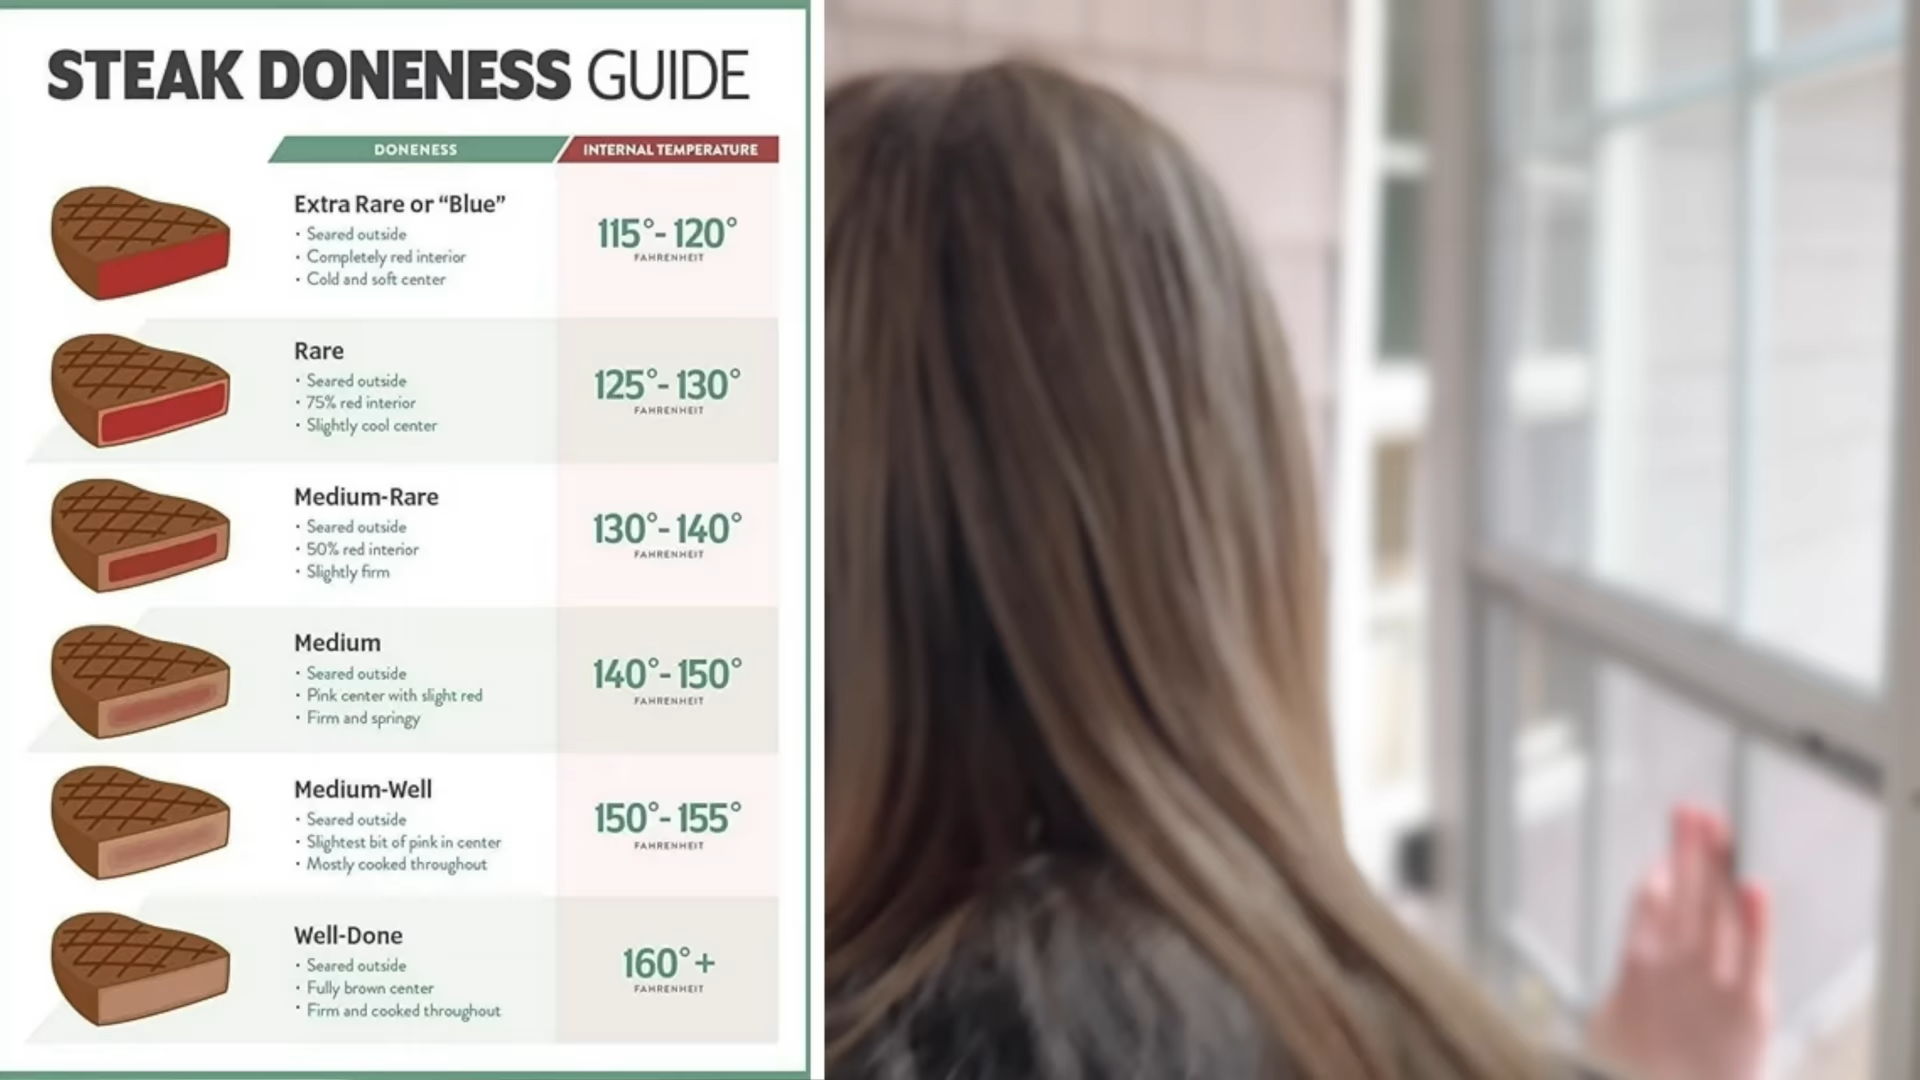 STEAK DONENESS GUIDE
DONENESS
INTERNAL TEMPERATURE
Extra Rare or “Blue”
• Seared outside
• Completely red interior
• Cold and soft center
115°- 120°
FAHRENHEIT
Rare
• Seared outside
• 75% red interior
• Slightly cool center
125°- 130°
FAHRENHEIT
Medium-Rare
• Seared outside
• 50% red interior
• Slightly firm
130°- 140°
FAHRENHEIT
Medium
• Seared outside
• Pink center with slight red
• Firm and springy
140°- 150°
FAHRENHEIT
Medium-Well
• Seared outside
• Slightest bit of pink in center
• Mostly cooked throughout
150°- 155°
FAHRENHEIT
Well-Done
• Seared outside
• Fully brown center
• Firm and cooked throughout
160°+
FAHRENHEIT